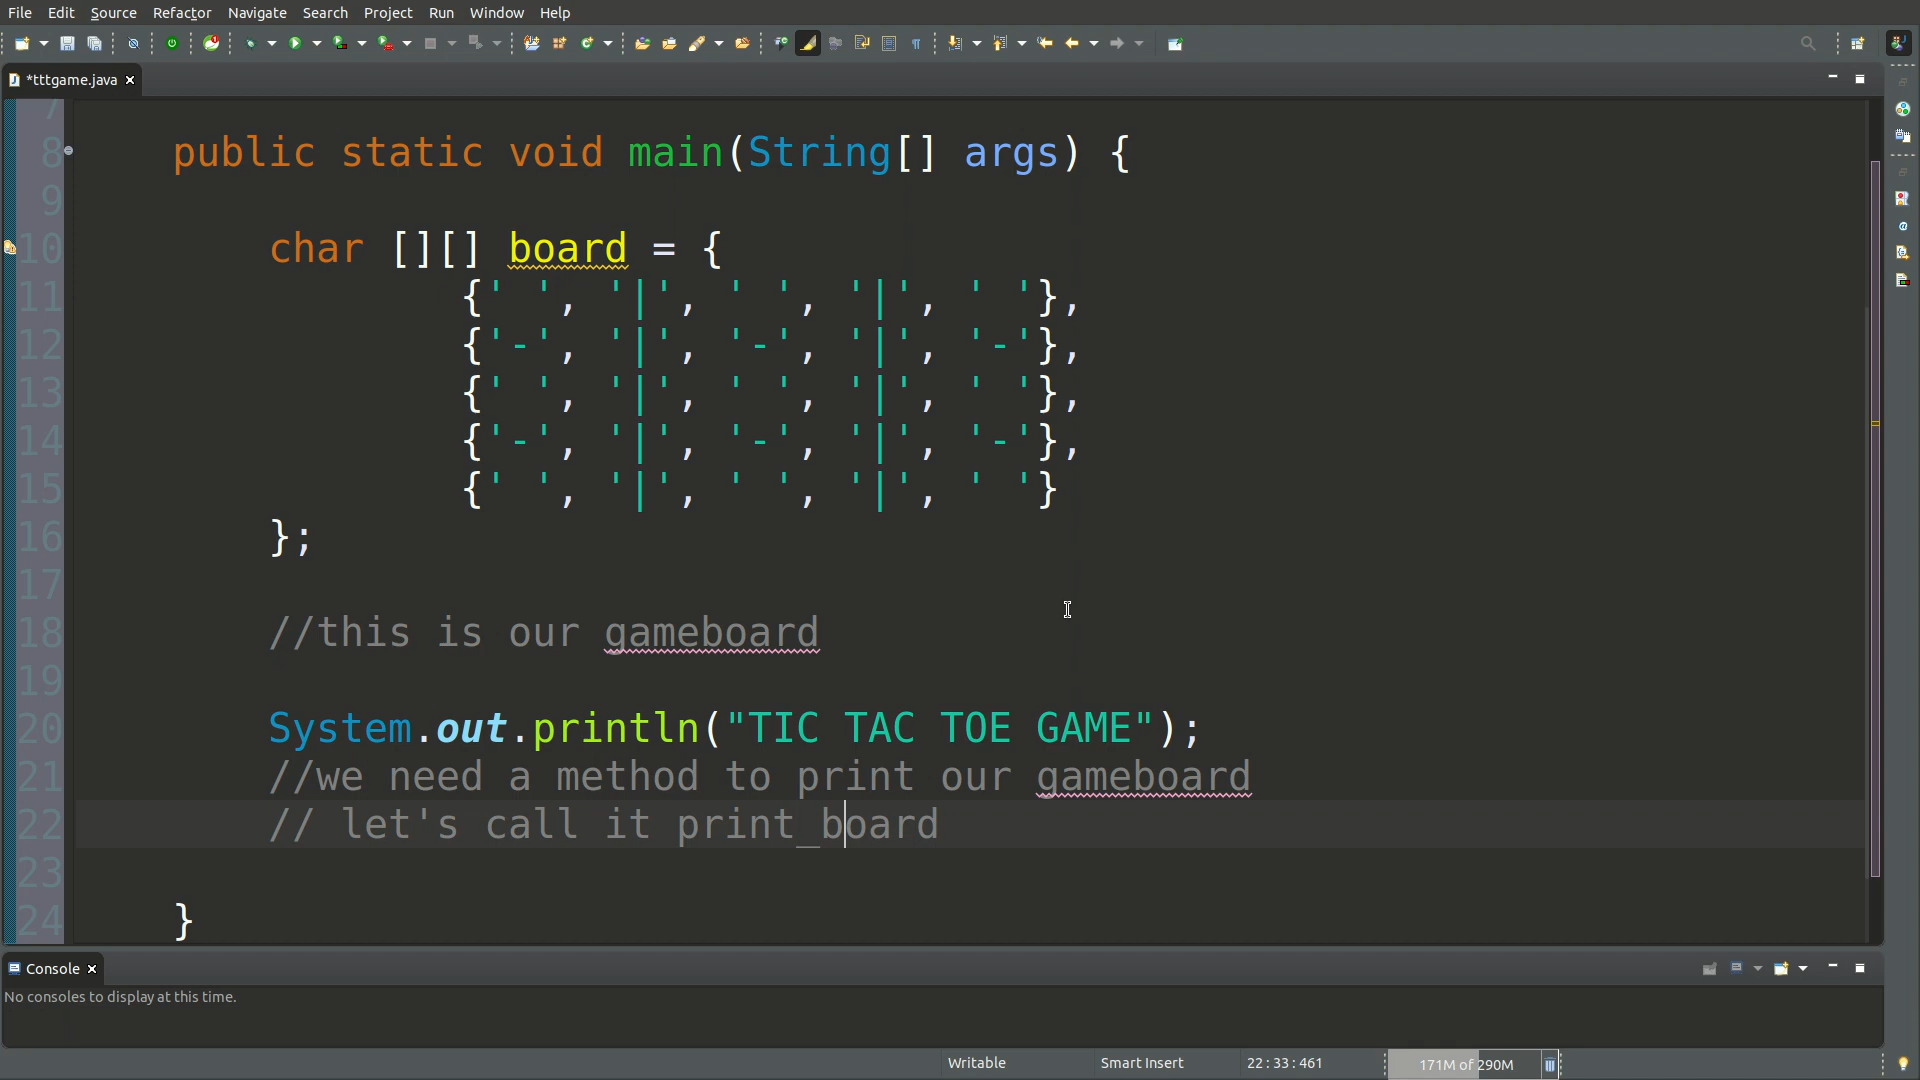 File Edit Source Refactor Navigate Search Project Run Window Help
*tttgame.java
7
8 public static void main(String[] args) {
9
10 char [][] board = {
11 {' ', '|', ' ', '|', ' '},
12 {'-', '|', '-', '|', '-'},
13 {' ', '|', ' ', '|', ' '},
14 {'-', '|', '-', '|', '-'},
15 {' ', '|', ' ', '|', ' '}
16 };
17
18 //this is our gameboard
19
20 System.out.println("TIC TAC TOE GAME");
21 //we need a method to print our gameboard
22 // let's call it print_board
23
24 }
Console
No consoles to display at this time.
Writable Smart Insert 22 : 33 : 461 171M of 290M